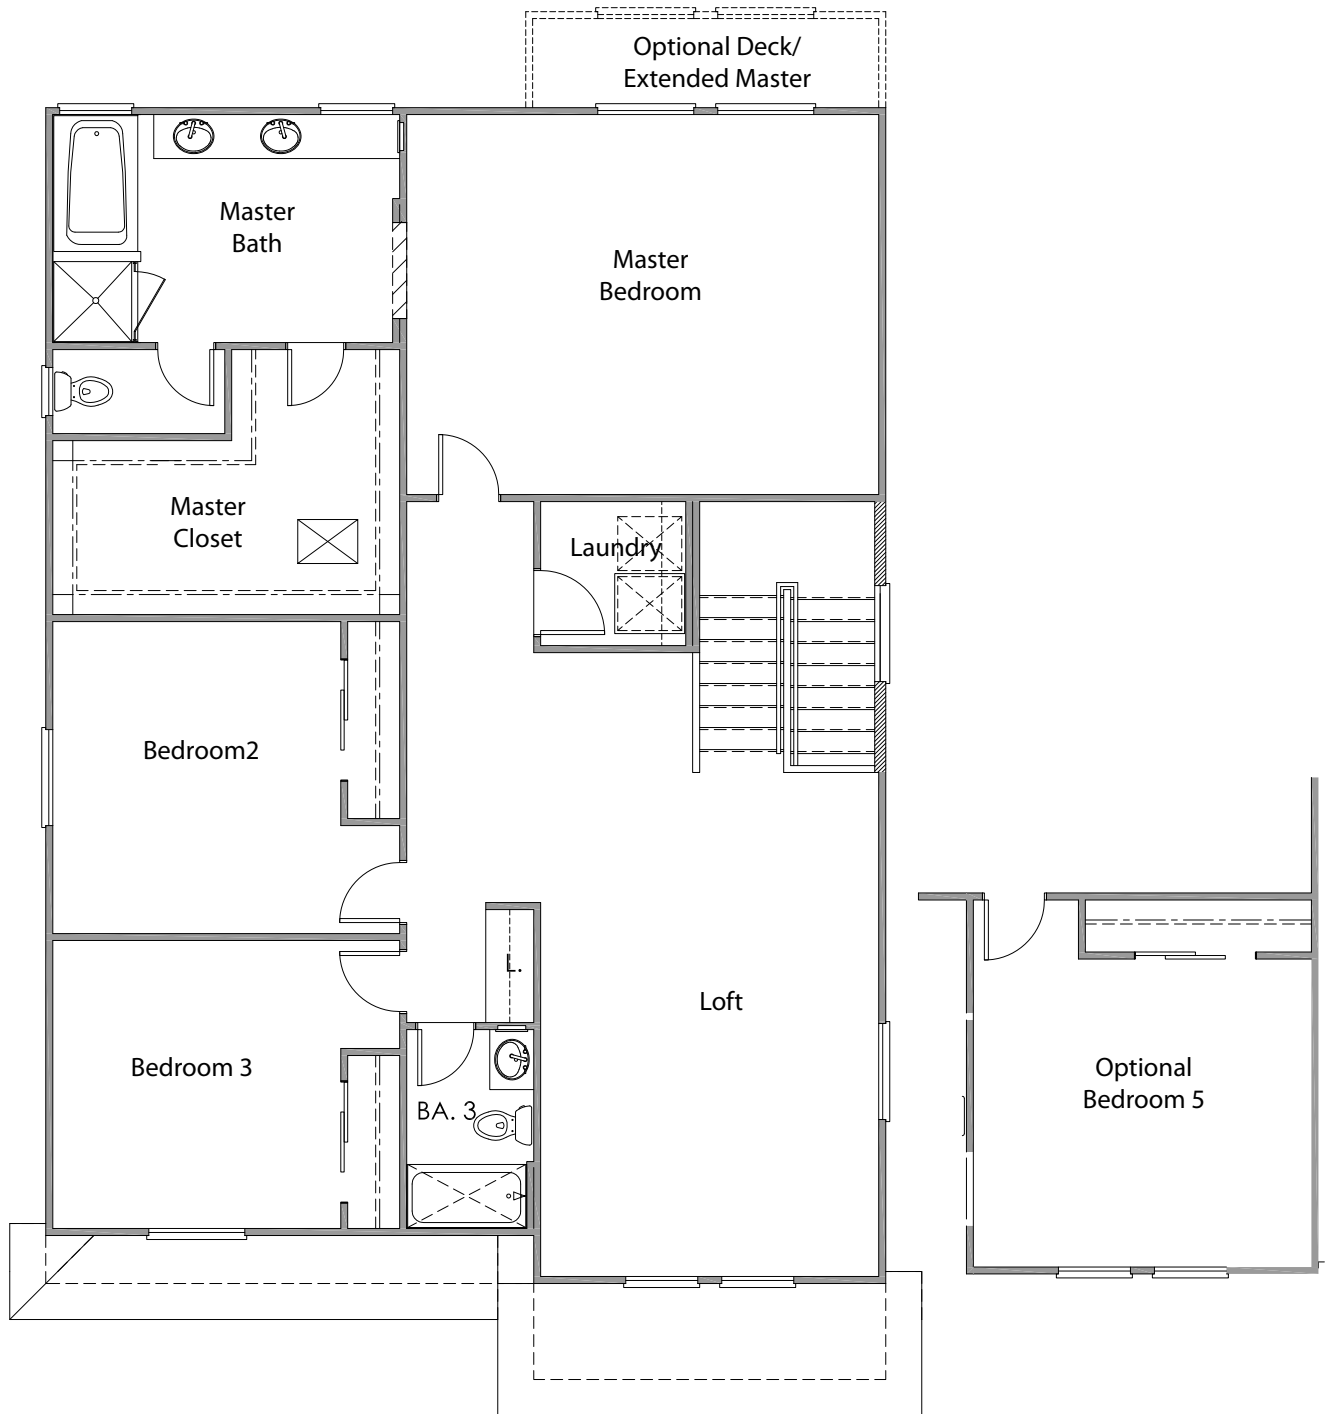 Optional Deck/
Extended Master
Master
Bath
Master
Bedroom
Master
Closet
Laundry
Bedroom2
L.
Loft
Bedroom 3
BA. 3
Optional
Bedroom 5